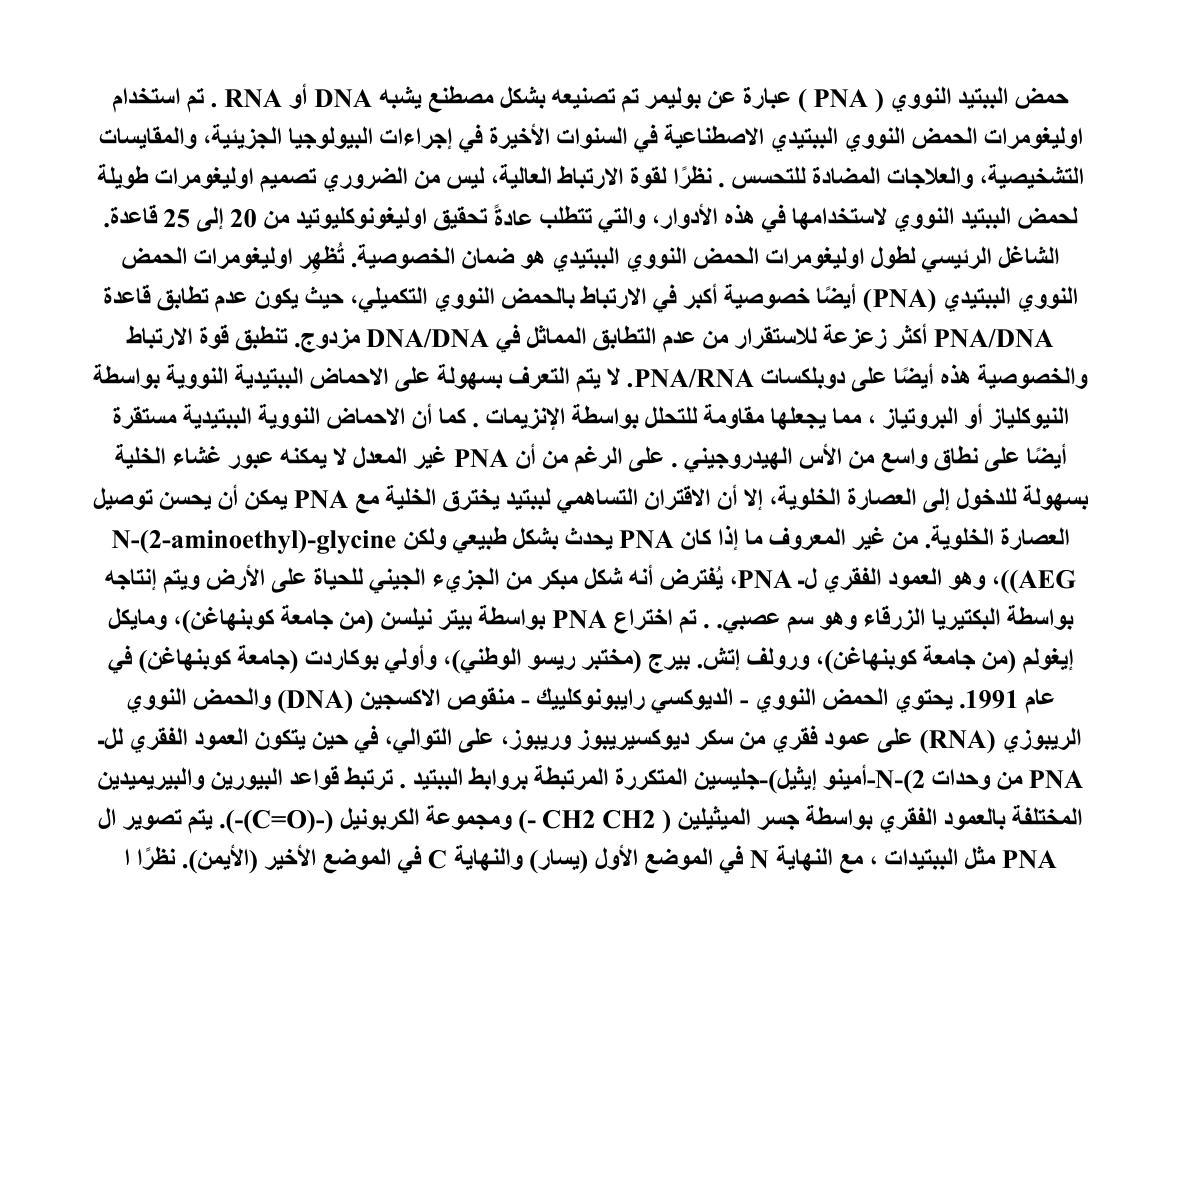 حمض الببتيد النووي ( PNA ) عبارة عن بوليمر تم تصنيعه بشكل مصطنع يشبه DNA أو RNA . تم استخدام
اوليغومرات الحمض النووي الببتيدي الاصطناعية في السنوات الأخيرة في إجراءات البيولوجيا الجزيئية، والمقايسات
التشخيصية، والعلاجات المضادة للتحسس . نظرًا لقوة الارتباط العالية، ليس من الضروري تصميم اوليغومرات طويلة
لحمض الببتيد النووي لاستخدامها في هذه الأدوار، والتي تتطلب عادةً تحقيق اوليغونوكليوتيد من 20 إلى 25 قاعدة.
الشاغل الرئيسي لطول اوليغومرات الحمض النووي الببتيدي هو ضمان الخصوصية. تُظهِر اوليغومرات الحمض
النووي الببتيدي (PNA) أيضًا خصوصية أكبر في الارتباط بالحمض النووي التكميلي، حيث يكون عدم تطابق قاعدة
PNA/DNA أكثر زعزعة للاستقرار من عدم التطابق المماثل في DNA/DNA مزدوج. تنطبق قوة الارتباط
والخصوصية هذه أيضًا على دوبلكسات PNA/RNA. لا يتم التعرف بسهولة على الاحماض الببتيدية النووية بواسطة
النيوكلياز أو البروتياز ، مما يجعلها مقاومة للتحلل بواسطة الإنزيمات . كما أن الاحماض النووية الببتيدية مستقرة
أيضًا على نطاق واسع من الأس الهيدروجيني . على الرغم من أن PNA غير المعدل لا يمكنه عبور غشاء الخلية
بسهولة للدخول إلى العصارة الخلوية، إلا أن الاقتران التساهمي لببتيد يخترق الخلية مع PNA يمكن أن يحسن توصيل
العصارة الخلوية. من غير المعروف ما إذا كان PNA يحدث بشكل طبيعي ولكن N-(2-aminoethyl)-glycine
AEG))، وهو العمود الفقري لـ PNA، يُفترض أنه شكل مبكر من الجزيء الجيني للحياة على الأرض ويتم إنتاجه
بواسطة البكتيريا الزرقاء وهو سم عصبي. . تم اختراع PNA بواسطة بيتر نيلسن (من جامعة كوبنهاغن)، ومايكل
إيغولم (من جامعة كوبنهاغن)، ورولف إتش. بيرج (مختبر ريسو الوطني)، وأولي بوكاردت (جامعة كوبنهاغن) في
عام 1991. يحتوي الحمض النووي - الديوكسي رايبونوكلييك - منقوص الاكسجين (DNA) والحمض النووي
الريبوزي (RNA) على عمود فقري من سكر ديوكسيريبوز وريبوز، على التوالي، في حين يتكون العمود الفقري للـ
PNA من وحدات N-(2-أمينو إيثيل)-جليسين المتكررة المرتبطة بروابط الببتيد . ترتبط قواعد البيورين والبيريميدين
المختلفة بالعمود الفقري بواسطة جسر الميثيلين ( CH2 CH2 -) ومجموعة الكربونيل (-(C=O)-). يتم تصوير ال
PNA مثل الببتيدات ، مع النهاية N في الموضع الأول (يسار) والنهاية C في الموضع الأخير (الأيمن). نظرًا ا